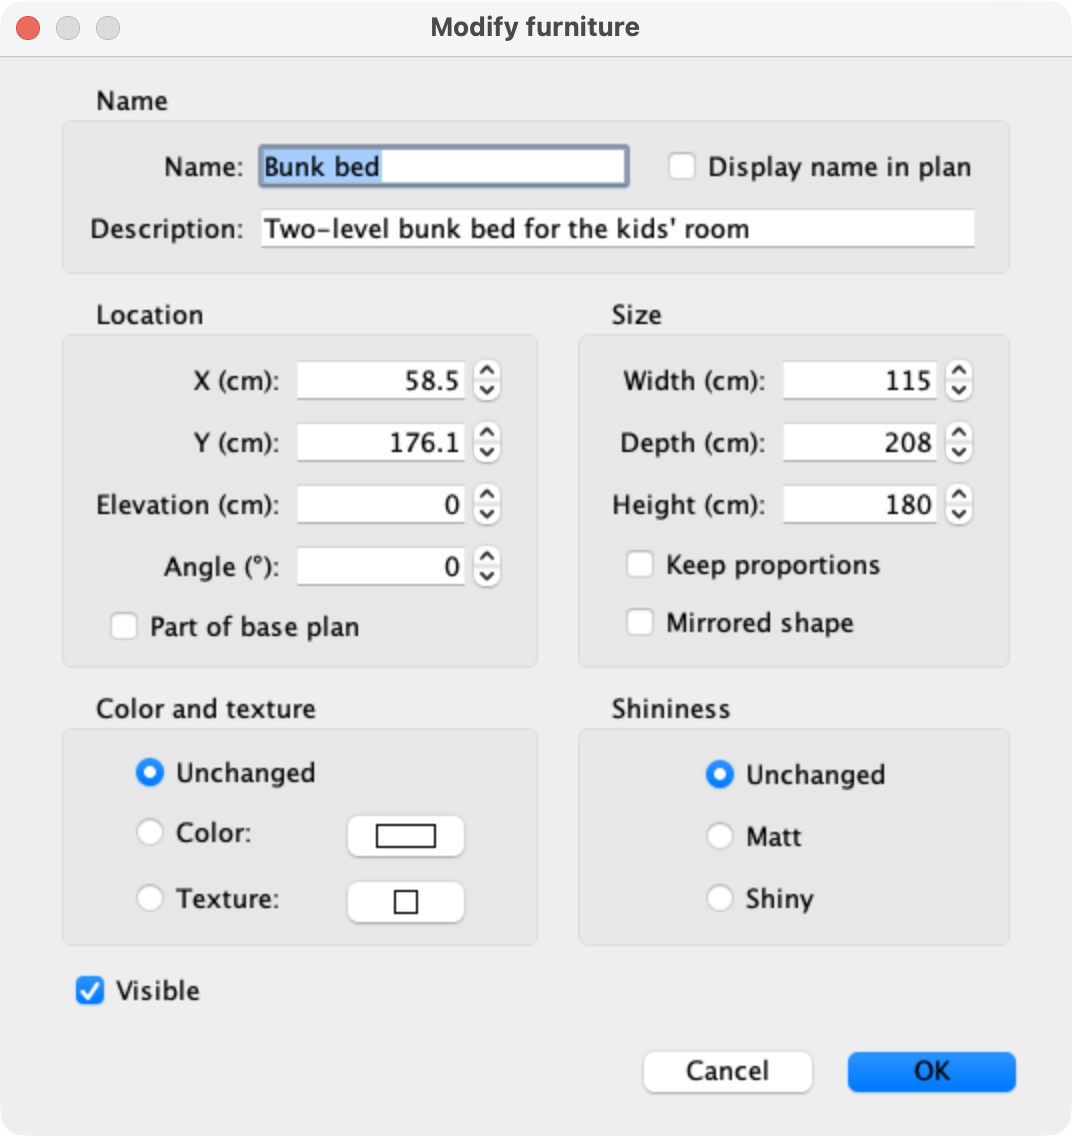 Modify furniture
Name
Name: Bunk bed Display name in plan
Description: Two-level bunk bed for the kids' room
Location
X (cm): 58.5
Y (cm): 176.1
Elevation (cm): 0
Angle (°): 0
Part of base plan
Size
Width (cm): 115
Depth (cm): 208
Height (cm): 180
Keep proportions
Mirrored shape
Color and texture
Unchanged
Color:
Texture:
Shininess
Unchanged
Matt
Shiny
Visible
Cancel OK